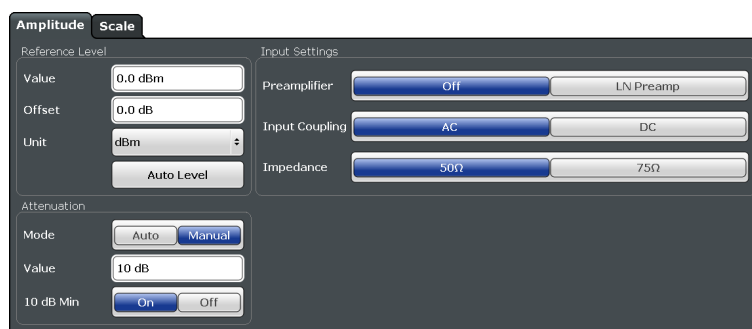 Amplitude Scale
Reference Level
Value 0.0 dBm
Offset 0.0 dB
Unit dBm
Auto Level
Input Settings
Preamplifier Off LN Preamp
Input Coupling AC DC
Impedance 50Ω 75Ω
Attenuation
Mode Auto Manual
Value 10 dB
10 dB Min On Off